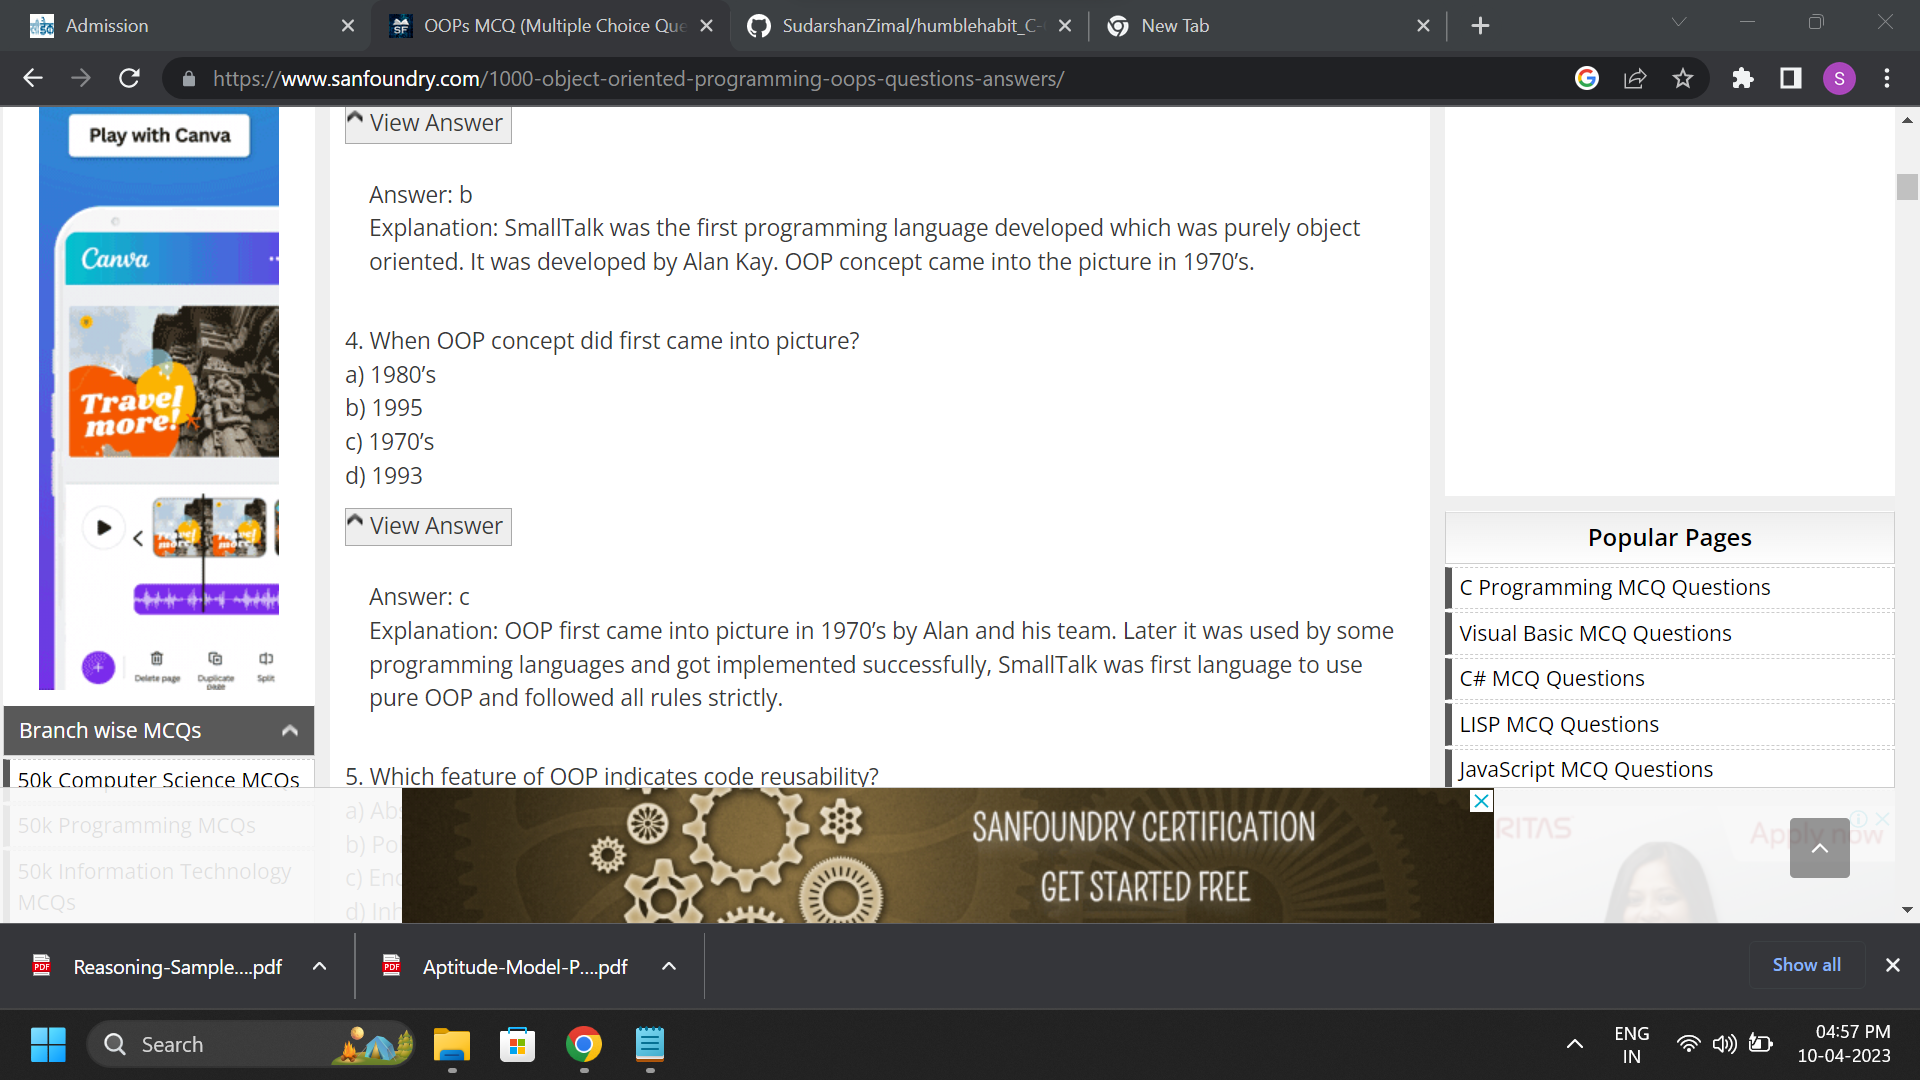 Admission
OOPs MCQ (Multiple Choice Que
SudarshanZimal/humblehabit_C-
New Tab
https://www.sanfoundry.com/1000-object-oriented-programming-oops-questions-answers/
S
Play with Canva
Canva
Travel
more!
Delete page
Duplicate
page
Split
Branch wise MCQs
50k Computer Science MCQs
50k Programming MCQs
50k Information Technology
MCQs
View Answer
Answer: b
Explanation: SmallTalk was the first programming language developed which was purely object
oriented. It was developed by Alan Kay. OOP concept came into the picture in 1970’s.
4. When OOP concept did first came into picture?
a) 1980’s
b) 1995
c) 1970’s
d) 1993
View Answer
Answer: c
Explanation: OOP first came into picture in 1970’s by Alan and his team. Later it was used by some
programming languages and got implemented successfully, SmallTalk was first language to use
pure OOP and followed all rules strictly.
5. Which feature of OOP indicates code reusability?
a) Abs
b) Pol
c) Enc
d) Inh
SANFOUNDRY CERTIFICATION
GET STARTED FREE
Popular Pages
C Programming MCQ Questions
Visual Basic MCQ Questions
C# MCQ Questions
LISP MCQ Questions
JavaScript MCQ Questions
RITAS
Apply now
Reasoning-Sample....pdf
Aptitude-Model-P....pdf
Show all
Search
ENG
IN
04:57 PM
10-04-2023